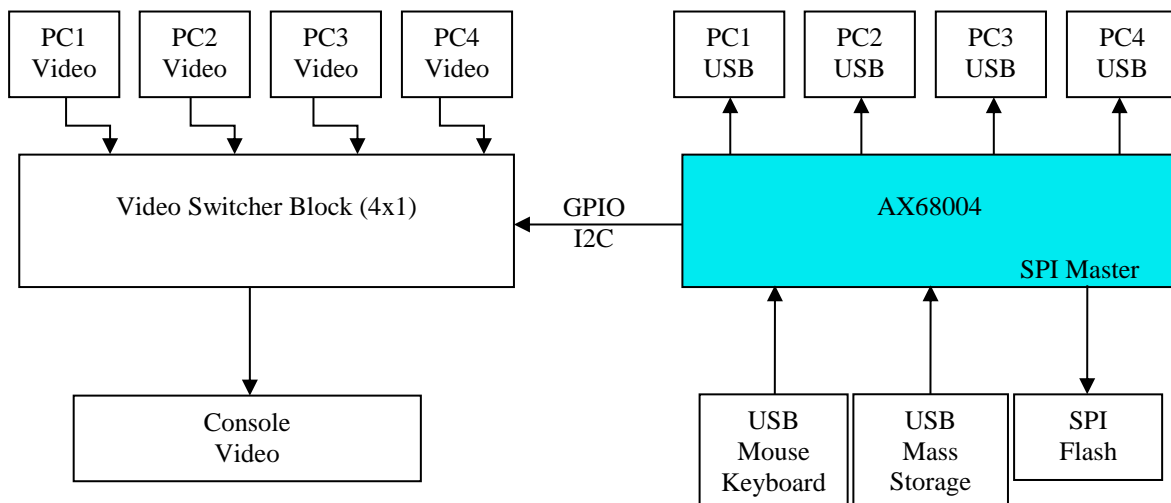 PC1
Video
PC2
Video
PC3
Video
PC4
Video
PC1
USB
PC2
USB
PC3
USB
PC4
USB
Video Switcher Block (4x1)
GPIO
I2C
AX68004
SPI Master
Console
Video
USB
Mouse
Keyboard
USB
Mass
Storage
SPI
Flash